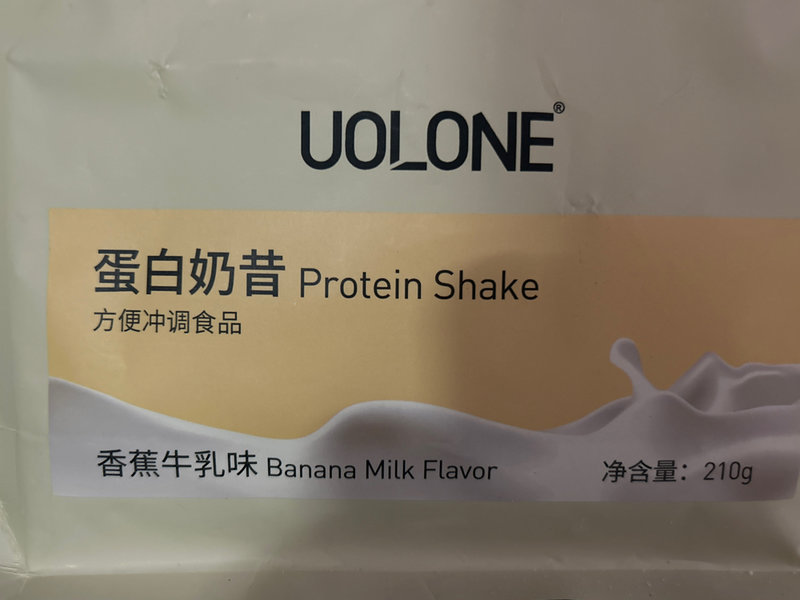 UOLONE®
蛋白奶昔 Protein Shake
方便冲调食品
香蕉牛乳味 Banana Milk Flavor
净含量：210g